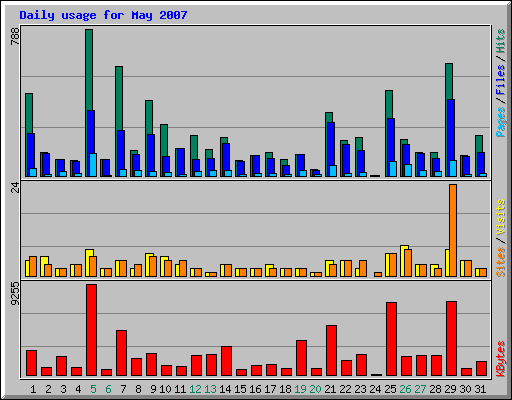 Daily usage for May 2007
788
Pages / Files / Hits
24
Sites / Visits
9255
KBytes
1 2 3 4 5 6 7 8 9 10 11 12 13 14 15 16 17 18 19 20 21 22 23 24 25 26 27 28 29 30 31